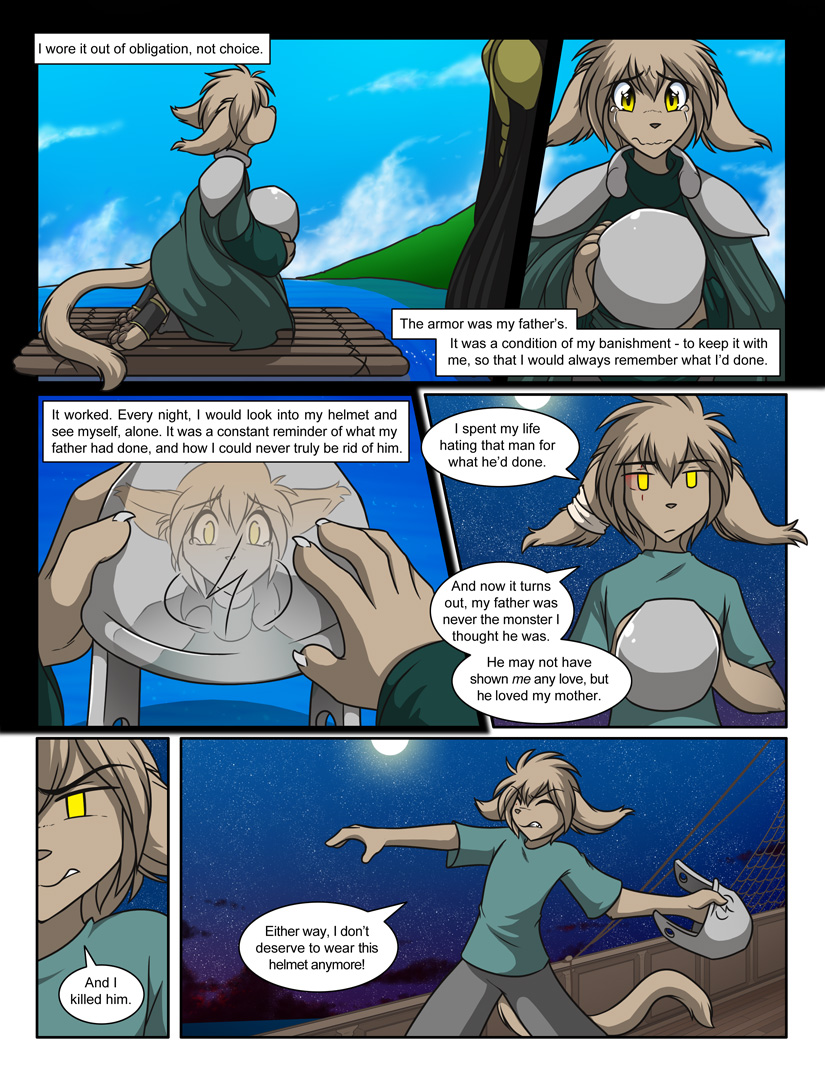 I wore it out of obligation, not choice.
The armor was my father's.
It was a condition of my banishment - to keep it with
me, so that I would always remember what I'd done.
It worked. Every night, I would look into my helmet and
see myself, alone. It was a constant reminder of what my
father had done, and how I could never truly be rid of him.
I spent my life
hating that man for
what he'd done.
And now it turns
out, my father was
never the monster I
thought he was.
He may not have
shown me any love, but
he loved my mother.
And I
killed him.
Either way, I don't
deserve to wear this
helmet anymore!